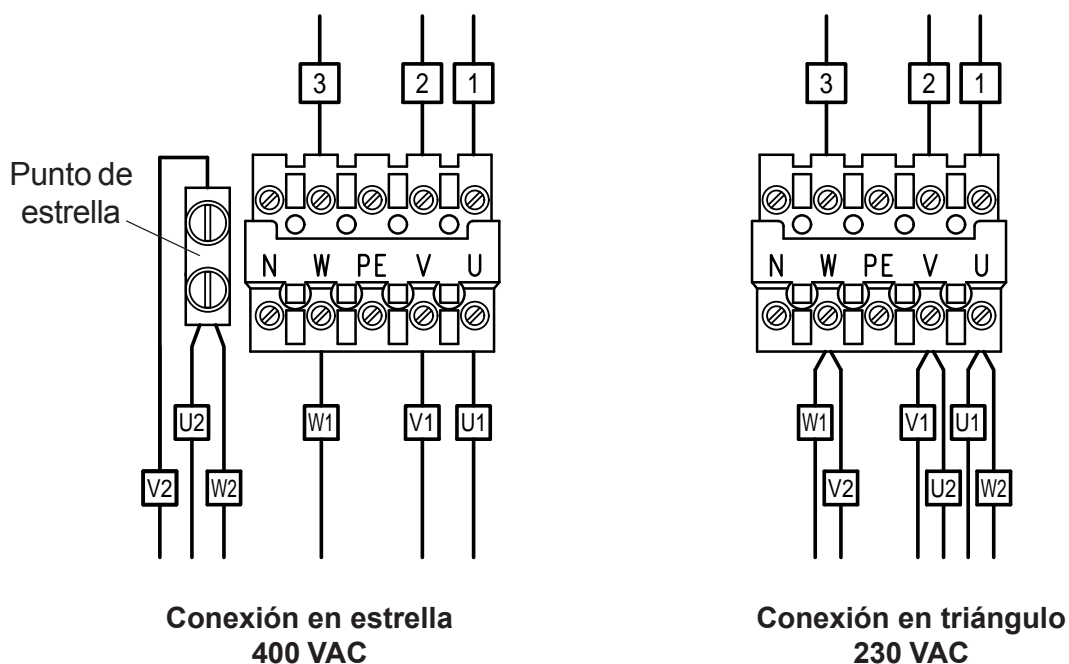 3 2 1
Punto de
estrella
N W PE V U
U2 W1 V1 U1
V2 W2
Conexión en estrella
400 VAC
3 2 1
N W PE V U
W1 V1 U1
V2 U2 W2
Conexión en triángulo
230 VAC